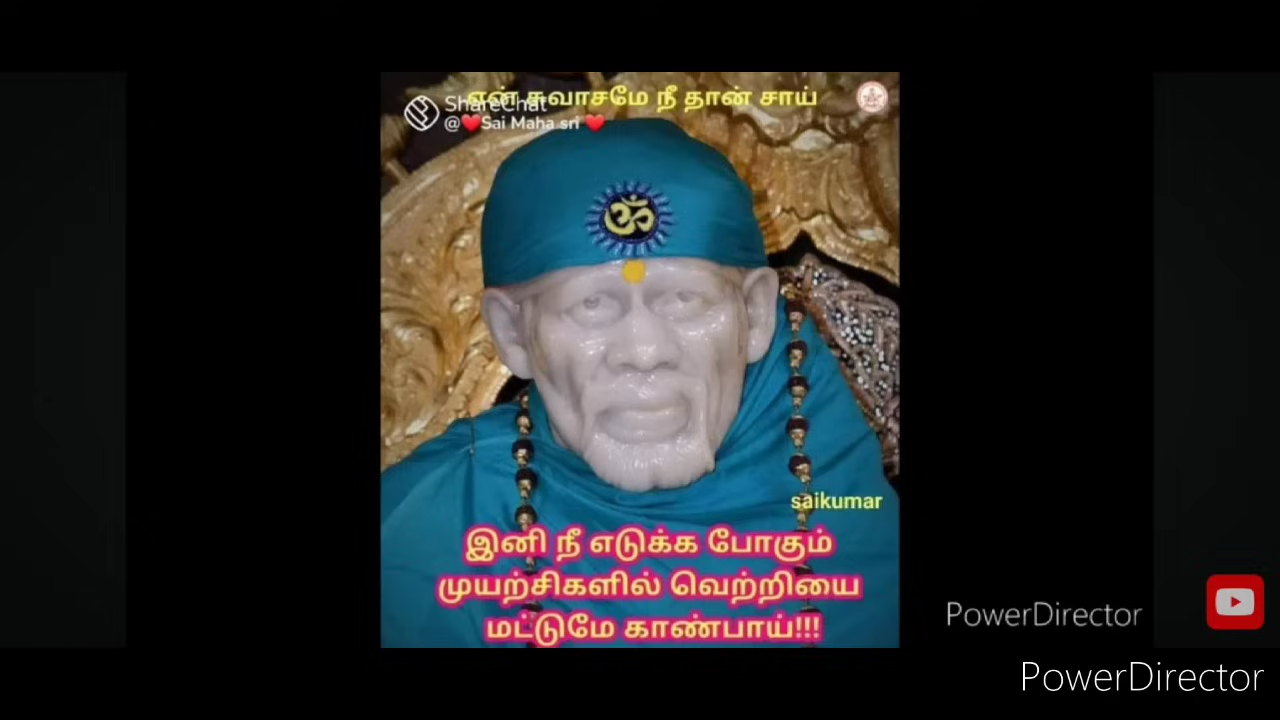 என் சுவாசமே நீ தான் சாய்
ShareChat
@❤️Sai Maha sri ❤️
ॐ
saikumar
இனி நீ எடுக்க போகும்
முயற்சிகளில் வெற்றியை
மட்டுமே காண்பாய்!!!
PowerDirector
PowerDirector